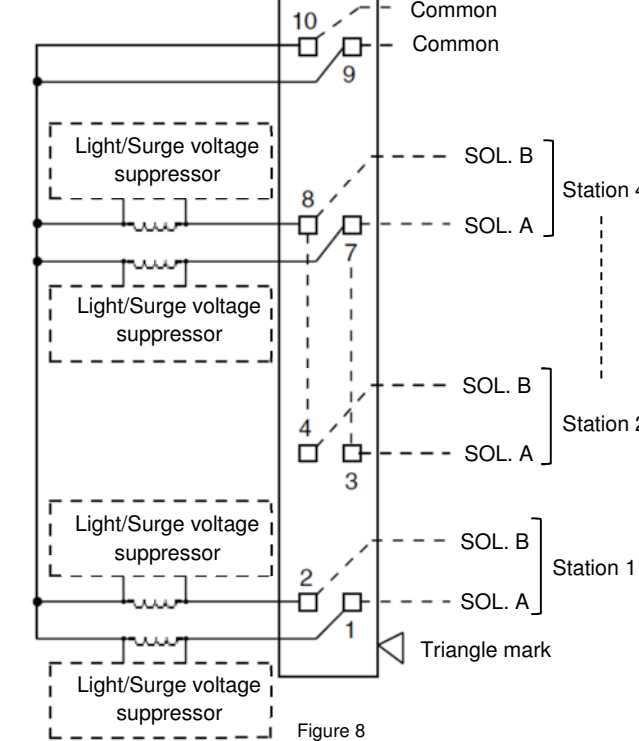 Common
10
Common
9
Light/Surge voltage
suppressor
SOL. B
Station 4
8
SOL. A
7
Light/Surge voltage
suppressor
SOL. B
Station 2
4
SOL. A
3
Light/Surge voltage
suppressor
SOL. B
Station 1
2
SOL. A
1
Triangle mark
Light/Surge voltage
suppressor
Figure 8